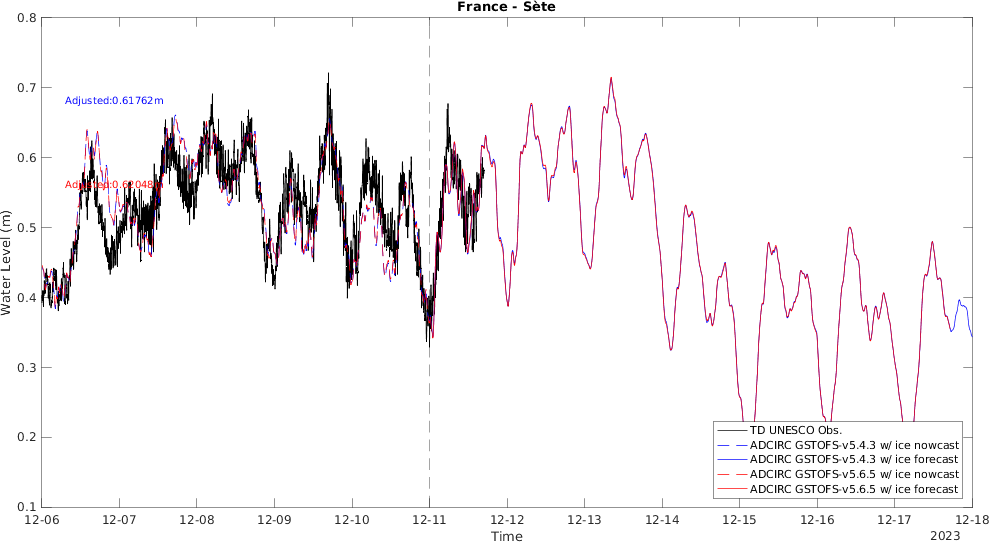 France - Sète
0.8
0.7
0.6
0.5
0.4
0.3
0.2
0.1
Water Level (m)
Adjusted:0.61762m
Adjusted:0.62048m
TD UNESCO Obs.
ADCIRC GSTOFS-v5.4.3 w/ ice nowcast
ADCIRC GSTOFS-v5.4.3 w/ ice forecast
ADCIRC GSTOFS-v5.6.5 w/ ice nowcast
ADCIRC GSTOFS-v5.6.5 w/ ice forecast
12-06 12-07 12-08 12-09 12-10 12-11 12-12 12-13 12-14 12-15 12-16 12-17 12-18
Time
2023